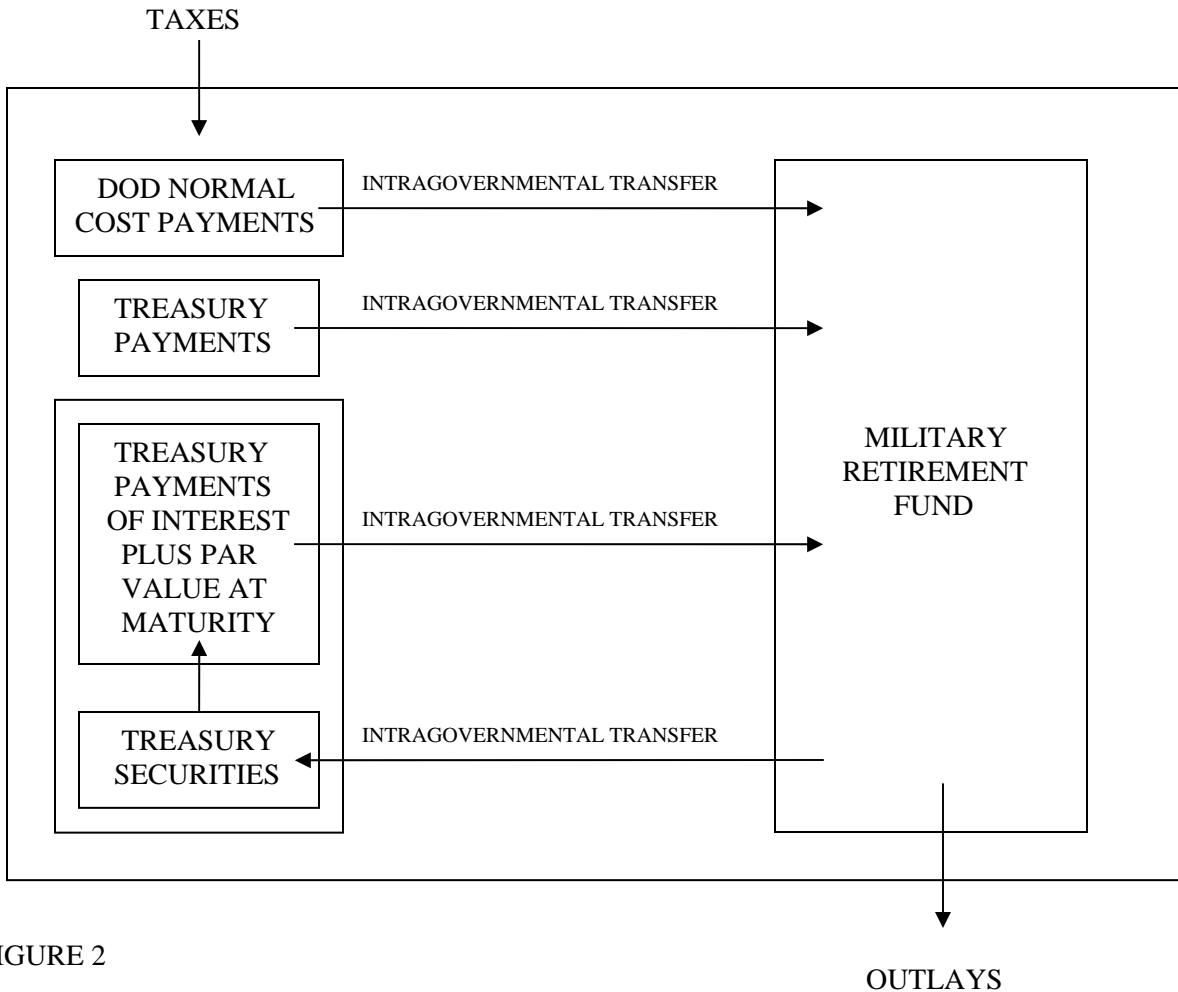 TAXES
DOD NORMAL
COST PAYMENTS
INTRAGOVERNMENTAL TRANSFER
TREASURY
PAYMENTS
INTRAGOVERNMENTAL TRANSFER
TREASURY
PAYMENTS
OF INTEREST
PLUS PAR
VALUE AT
MATURITY
INTRAGOVERNMENTAL TRANSFER
MILITARY
RETIREMENT
FUND
TREASURY
SECURITIES
INTRAGOVERNMENTAL TRANSFER
IGURE 2
OUTLAYS